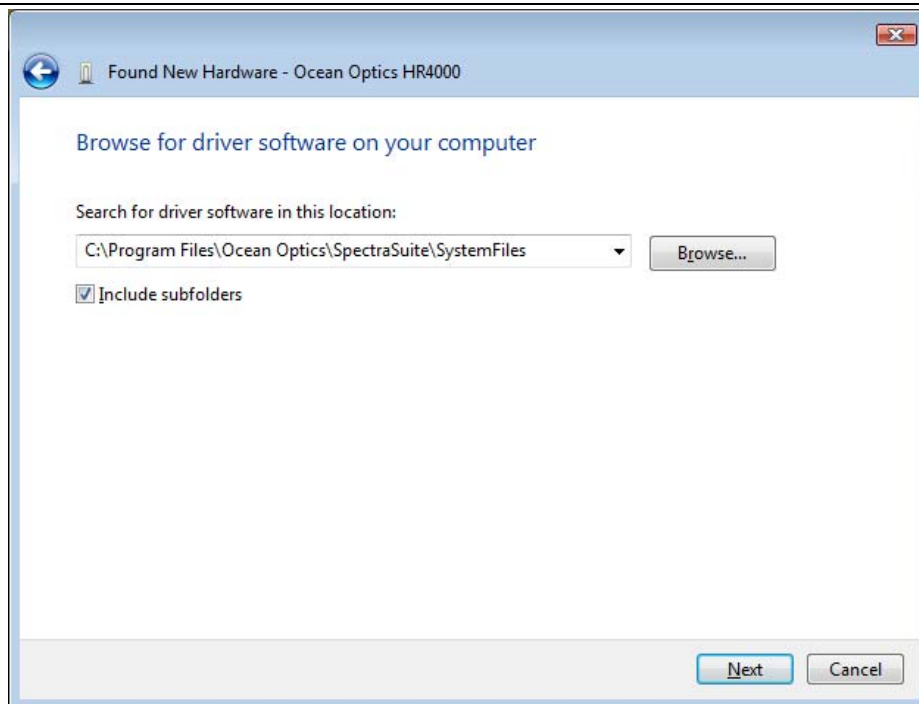 Found New Hardware - Ocean Optics HR4000
Browse for driver software on your computer
Search for driver software in this location:
C:\Program Files\Ocean Optics\SpectraSuite\SystemFiles
Browse...
Include subfolders
Next
Cancel